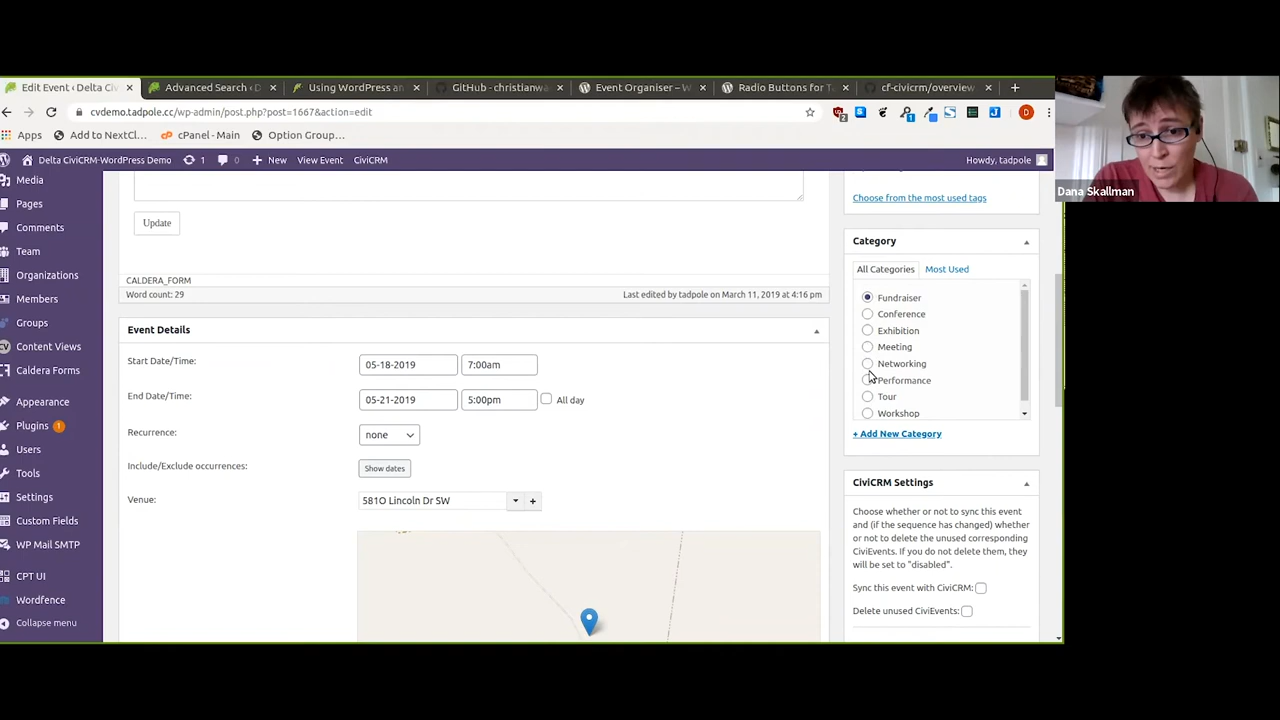 Edit Event ‹ Delta Civ
Advanced Search ‹ D
Using WordPress an
GitHub - christianwa
Event Organiser – W
Radio Buttons for T
cf-civicrm/overview
cvdemo.tadpole.cc/wp-admin/post.php?post=1667&action=edit
Apps
Add to NextCl...
cPanel - Main
Option Group...
Delta CiviCRM-WordPress Demo
1
0
New
View Event
CiviCRM
Howdy, tadpole
Dana Skallman
Media
Pages
Comments
Team
Organizations
Members
Groups
Content Views
Caldera Forms
Appearance
Plugins 1
Users
Tools
Settings
Custom Fields
WP Mail SMTP
CPT UI
Wordfence
Collapse menu
Update
CALDERA_FORM
Word count: 29
Last edited by tadpole on March 11, 2019 at 4:16 pm
Event Details
Start Date/Time:
05-18-2019
7:00am
End Date/Time:
05-21-2019
5:00pm
All day
Recurrence:
none
Include/Exclude occurrences:
Show dates
Venue:
581O Lincoln Dr SW
Choose from the most used tags
Category
All Categories
Most Used
Fundraiser
Conference
Exhibition
Meeting
Networking
Performance
Tour
Workshop
+ Add New Category
CiviCRM Settings
Choose whether or not to sync this event
and (if the sequence has changed) whether
or not to delete the unused corresponding
CiviEvents. If you do not delete them, they
will be set to "disabled".
Sync this event with CiviCRM:
Delete unused CiviEvents: